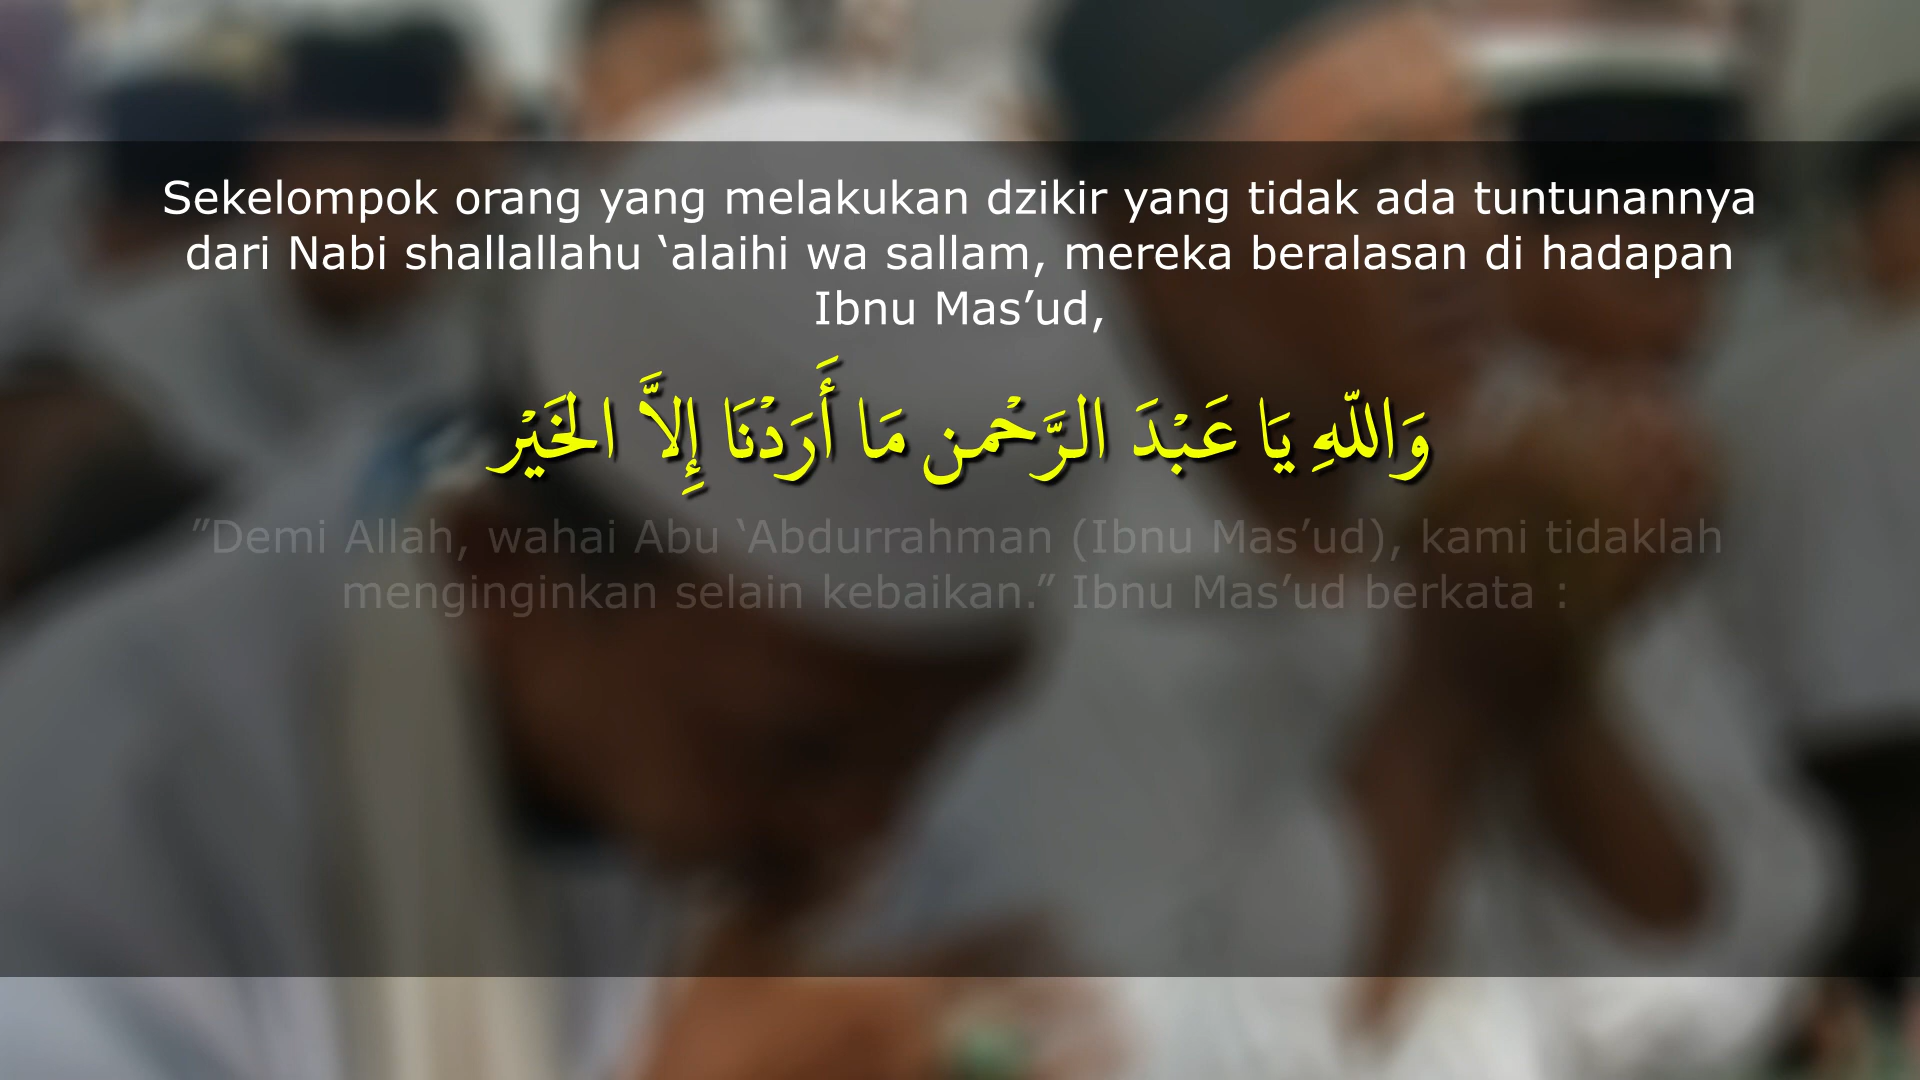 Sekelompok orang yang melakukan dzikir yang tidak ada tuntunannya
dari Nabi shallallahu ‘alaihi wa sallam, mereka beralasan di hadapan
Ibnu Mas’ud,
وَاللّهِ يَا عَبْدَ الرَّحْمن مَا أَرَدْنَا إِلاَّ الخَيْر
”Demi Allah, wahai Abu ‘Abdurrahman (Ibnu Mas’ud), kami tidaklah
menginginkan selain kebaikan.” Ibnu Mas’ud berkata :